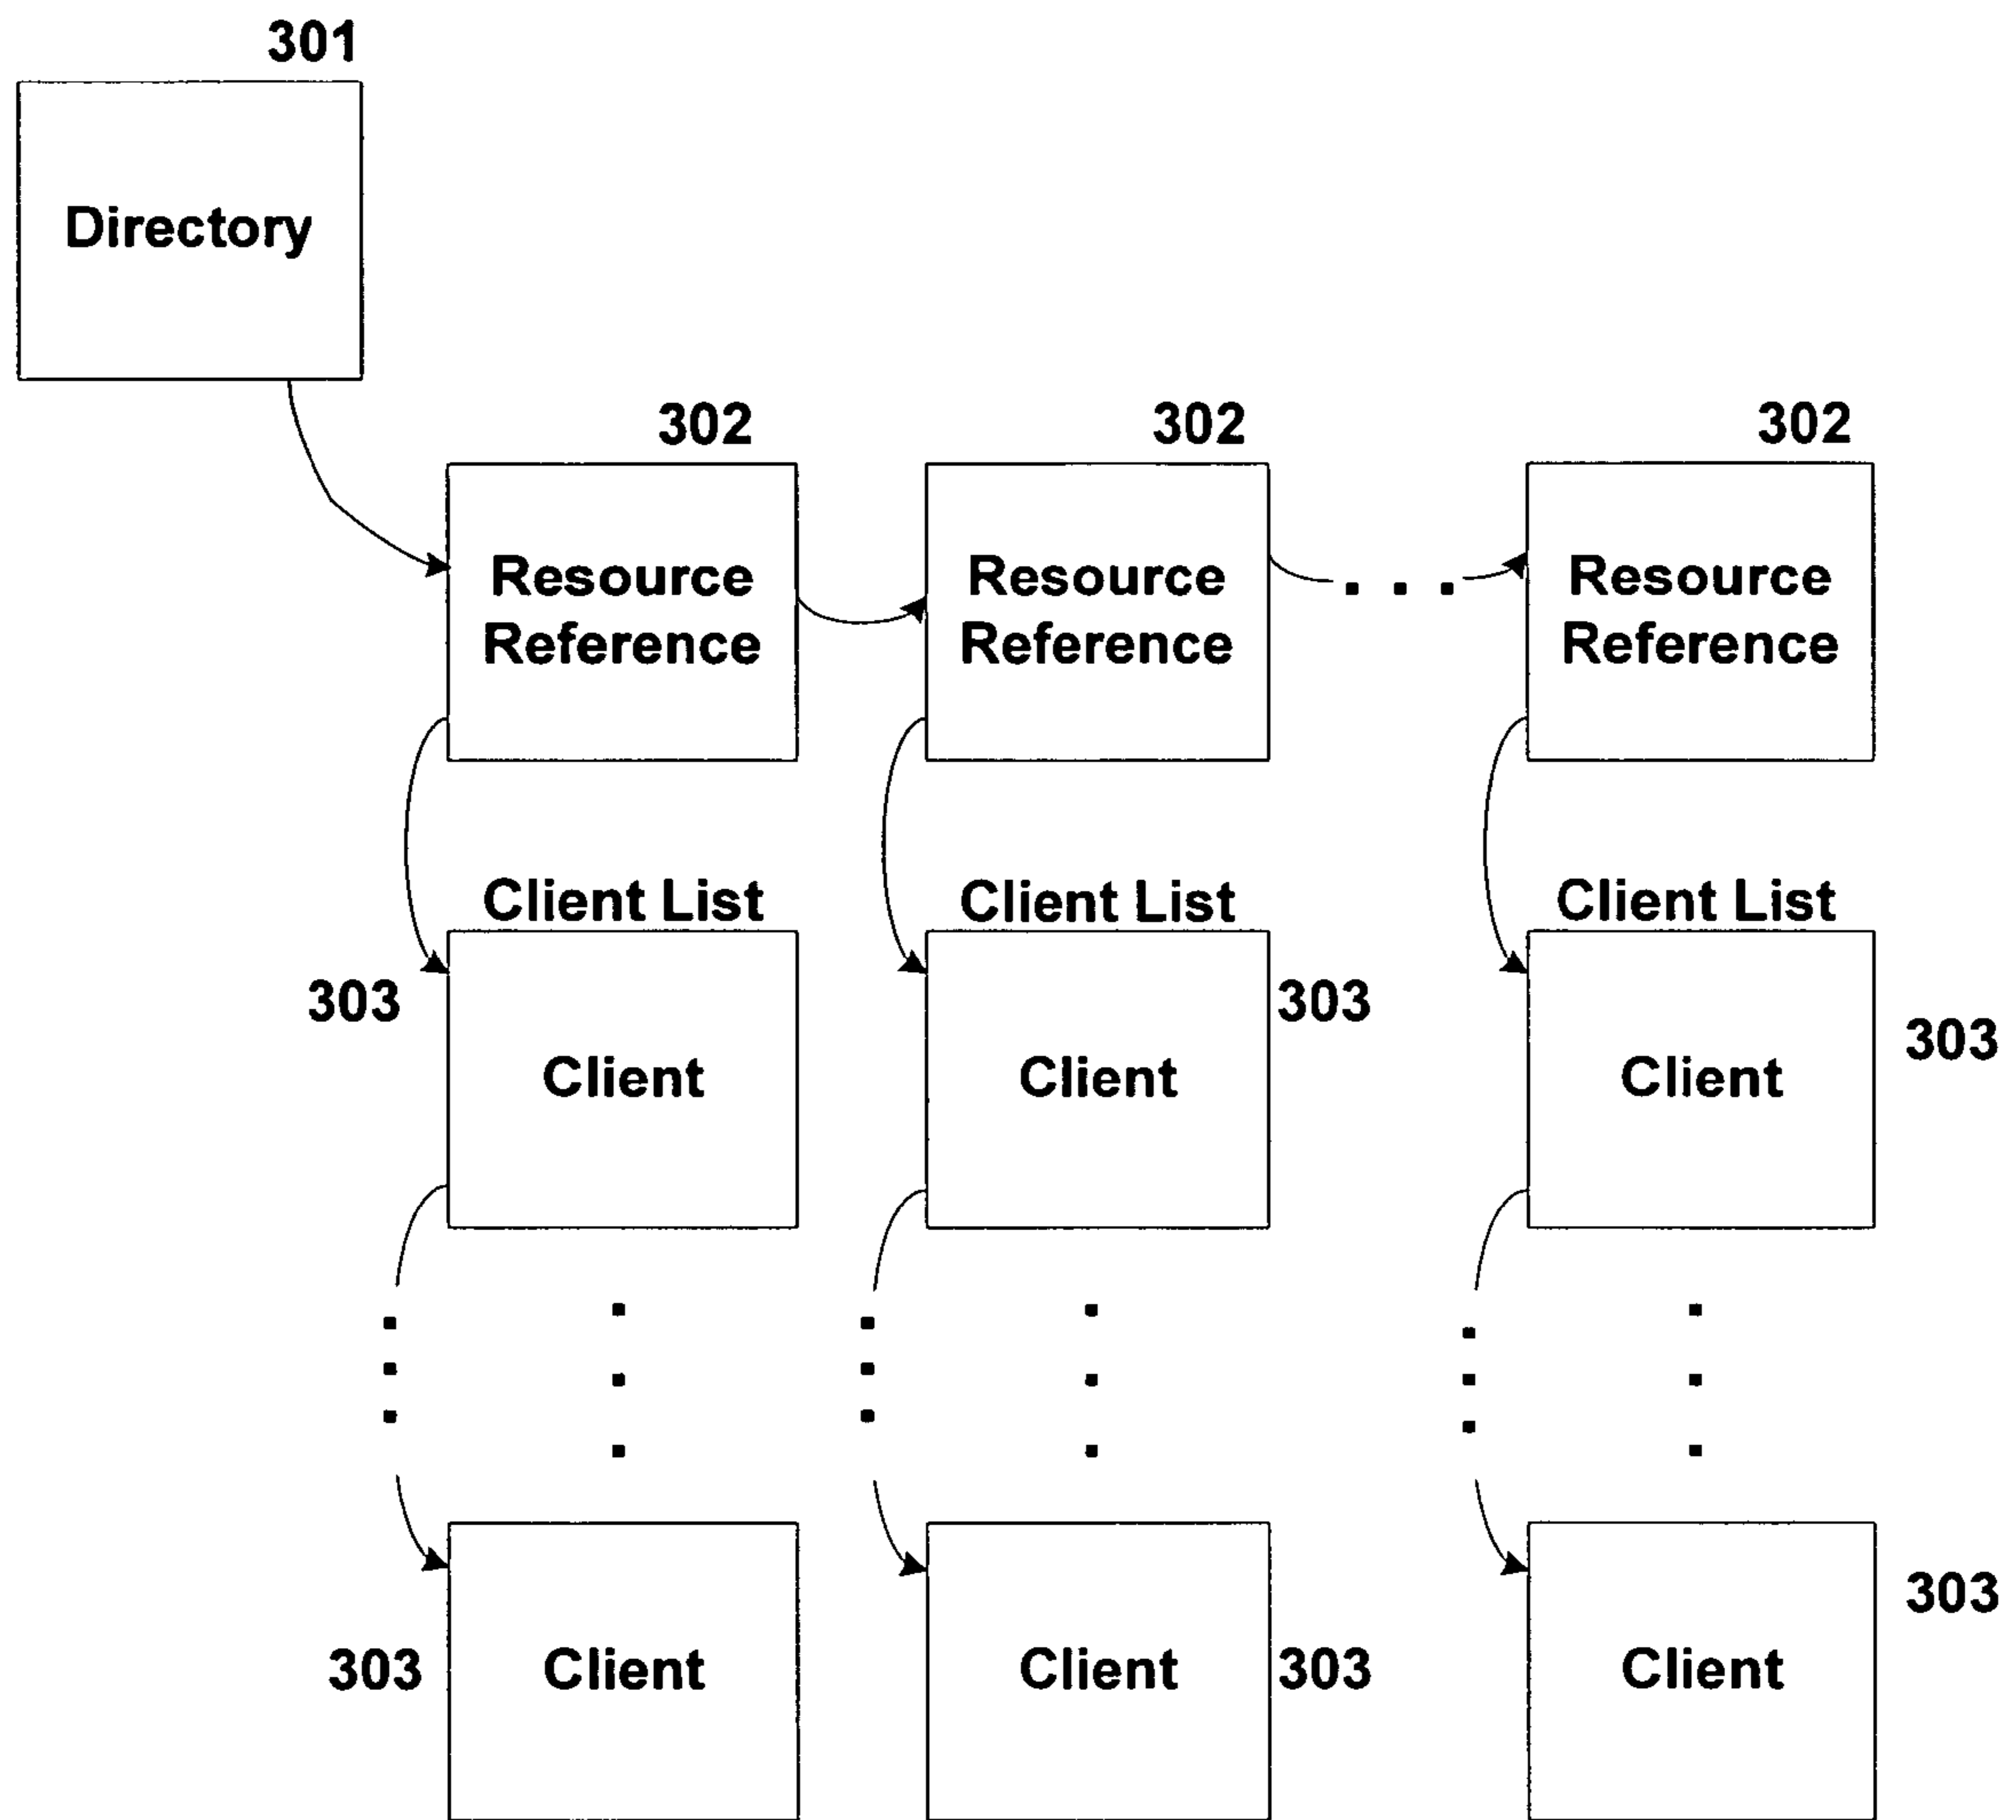 301
Directory
302
302
302
Resource
Reference
Resource
Reference
. . .
Resource
Reference
Client List
Client List
Client List
303
Client
Client
303
Client
303
303
Client
Client
303
Client
303